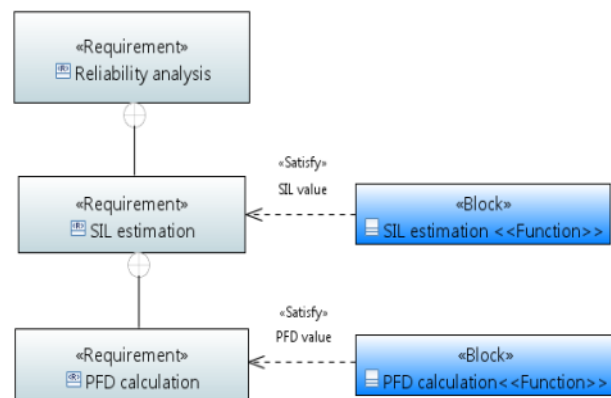 «Requirement»
Reliability analysis
«Satisfy»
SIL value
«Requirement»
SIL estimation
«Block»
SIL estimation <<Function>>
«Satisfy»
PFD value
«Requirement»
PFD calculation
«Block»
PFD calculation<<Function>>